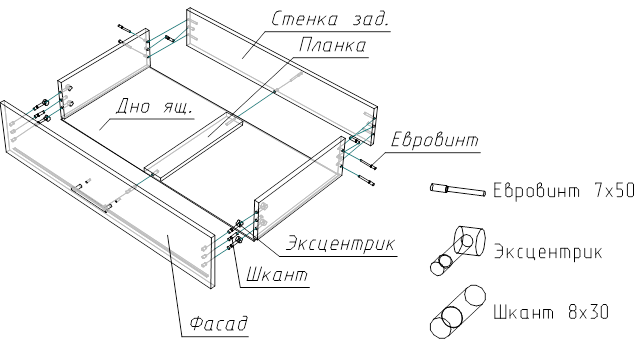 Стенка зад.
Планка
Дно ящ.
Евровинт
Евровинт 7х50
Эксцентрик
Эксцентрик
Шкант
Шкант 8х30
Фасад